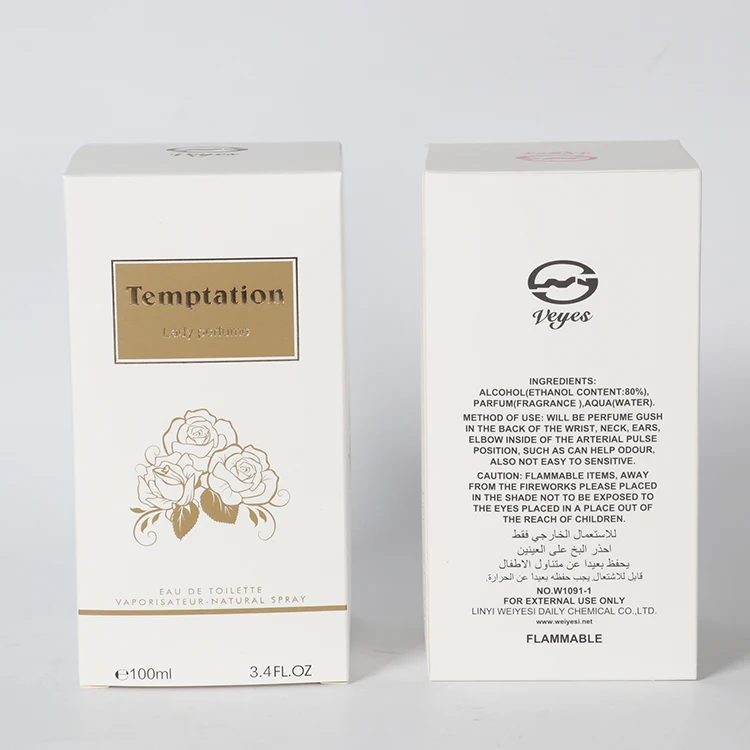 Veyes
Temptation
Lady perfume
EAU DE TOILETTE
VAPORISATEUR-NATURAL SPRAY
℮100ml
3.4FL.OZ
Veyes
INGREDIENTS:
ALCOHOL(ETHANOL CONTENT:80%),
PARFUM(FRAGRANCE ),AQUA(WATER).
METHOD OF USE: WILL BE PERFUME GUSH
IN THE BACK OF THE WRIST, NECK, EARS,
ELBOW INSIDE OF THE ARTERIAL PULSE
POSITION, SUCH AS CAN HELP ODOUR,
ALSO NOT EASY TO SENSITIVE.
CAUTION: FLAMMABLE ITEMS, AWAY
FROM THE FIREWORKS PLEASE PLACED
IN THE SHADE NOT TO BE EXPOSED TO
THE EYES PLACED IN A PLACE OUT OF
THE REACH OF CHILDREN.
للاستعمال الخارجي فقط
احذر البخ على العينين
يحفظ بعيدا عن متناول الاطفال
قابل للاشتعال, يجب حفظه بعيدا عن الحرارة.
NO.W1091-1
FOR EXTERNAL USE ONLY
LINYI WEIYESI DAILY CHEMICAL CO.,LTD.
www.weiyesi.net
FLAMMABLE